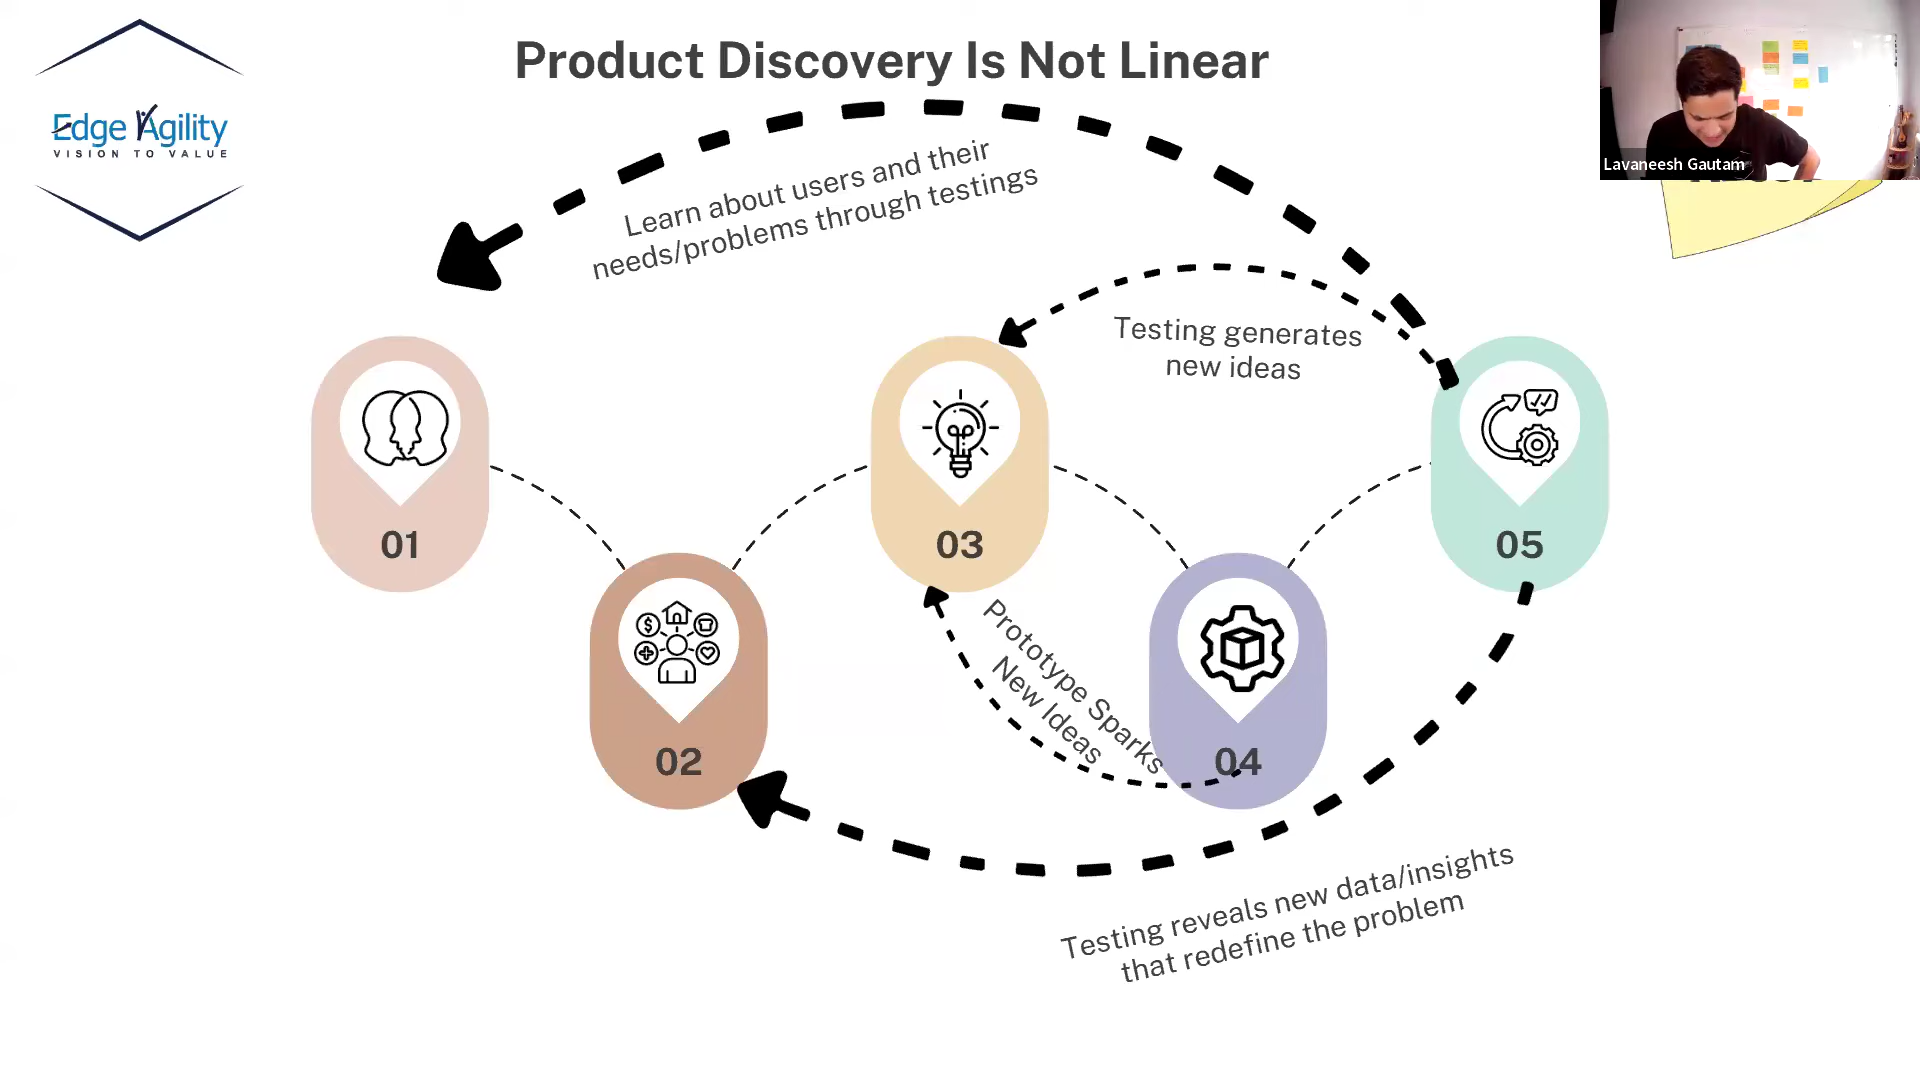 Product Discovery Is Not Linear
Edge Agility
VISION TO VALUE
Lavaneesh Gautam
Learn about users and their
needs/problems through testings
Testing generates
new ideas
01
03
05
Prototype Sparks
New Ideas
02
04
Testing reveals new data/insights
that redefine the problem